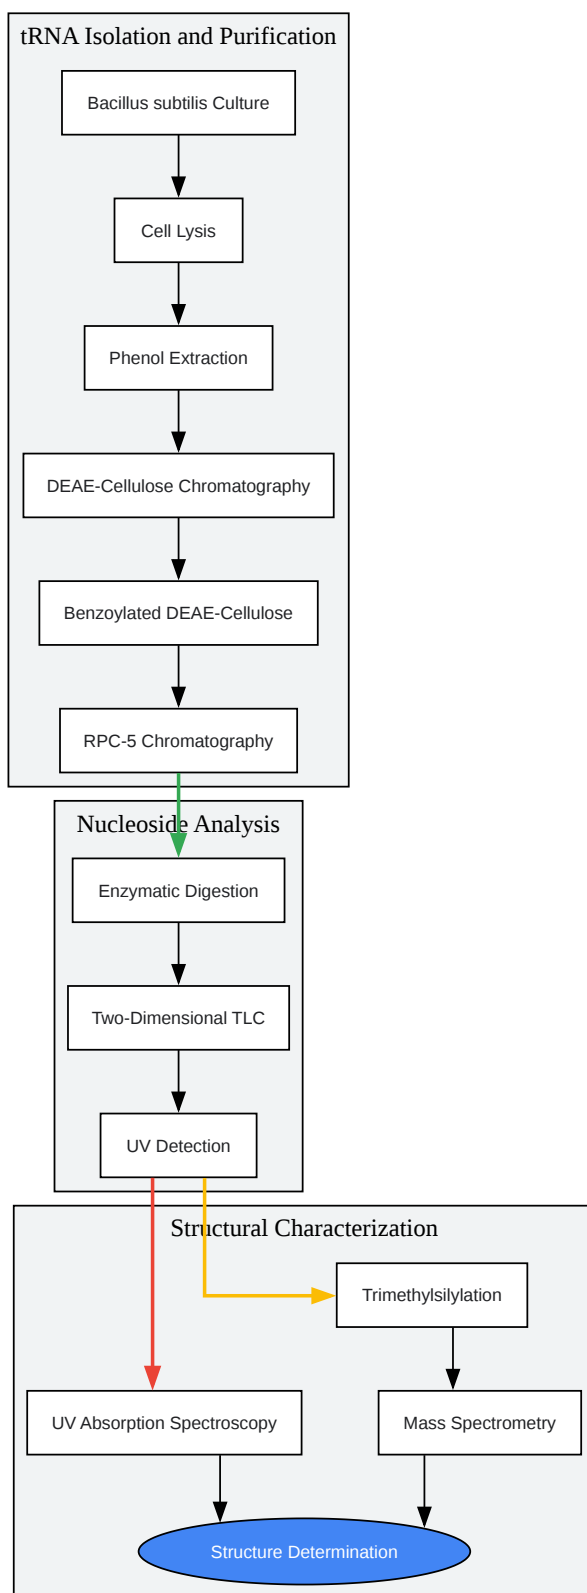 tRNA Isolation and Purification
Bacillus subtilis Culture
Cell Lysis
Phenol Extraction
DEAE-Cellulose Chromatography
Benzoylated DEAE-Cellulose
RPC-5 Chromatography
Nucleoside Analysis
Enzymatic Digestion
Two-Dimensional TLC
UV Detection
Structural Characterization
Trimethylsilylation
UV Absorption Spectroscopy
Mass Spectrometry
Structure Determination